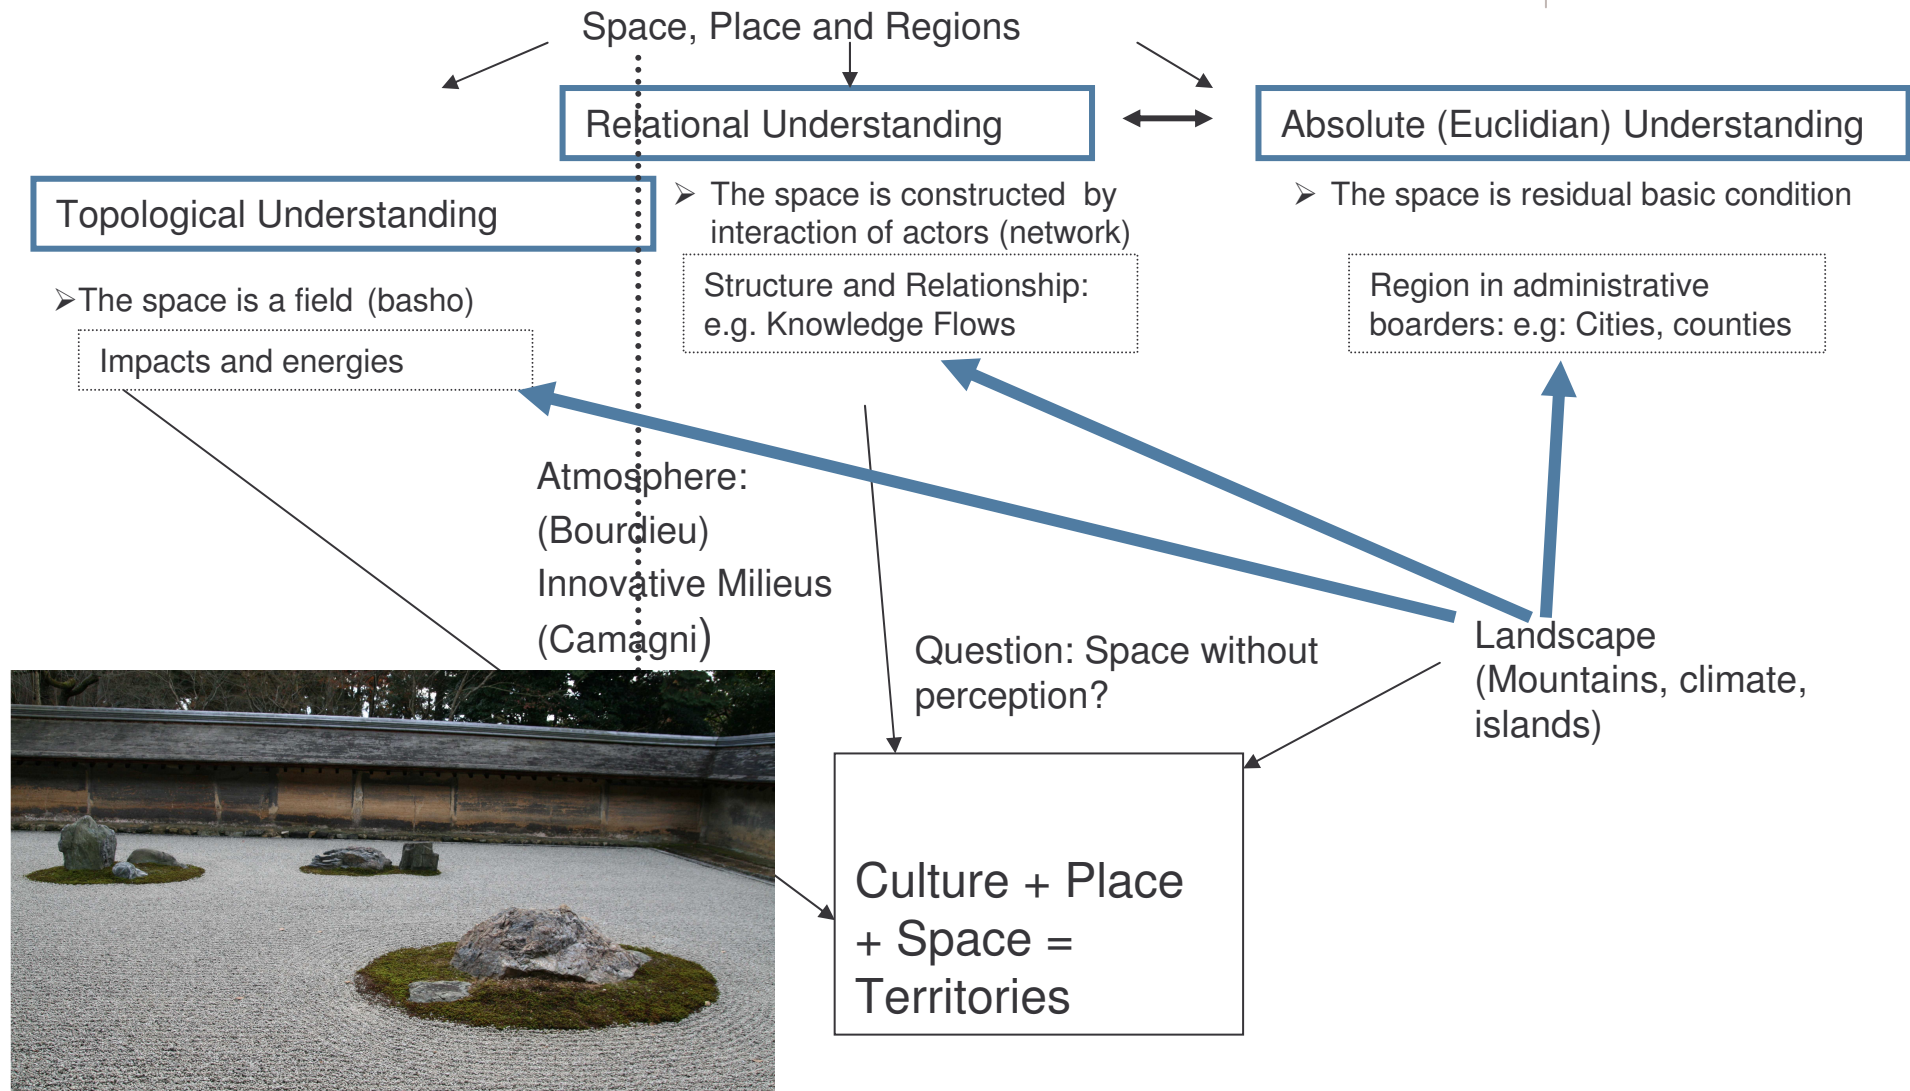 Space, Place and Regions
Relational Understanding
Absolute (Euclidian) Understanding
Topological Understanding
➢ The space is constructed by
interaction of actors (network)
➢ The space is residual basic condition
Structure and Relationship:
e.g. Knowledge Flows
Region in administrative
boarders: e.g: Cities, counties
➢The space is a field (basho)
Impacts and energies
Atmosphere:
(Bourdieu)
Innovative Milieus
(Camagni)
Question: Space without
perception?
Landscape
(Mountains, climate,
islands)
Culture + Place
+ Space =
Territories